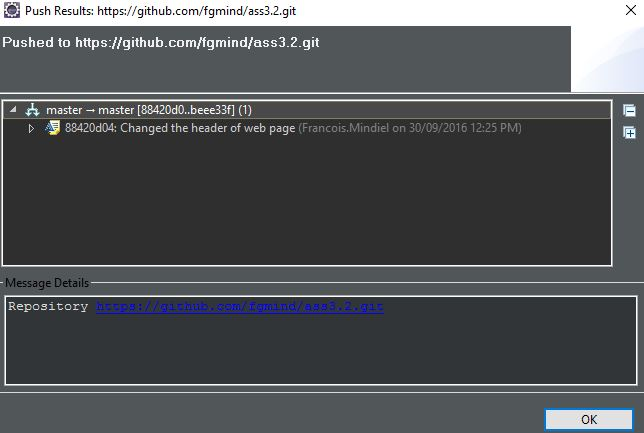 Push Results: https://github.com/fgmind/ass3.2.git
Pushed to https://github.com/fgmind/ass3.2.git
master → master [88420d0..beee33f] (1)
88420d04: Changed the header of web page (Francois.Mindiel on 30/09/2016 12:25 PM)
Message Details
Repository https://github.com/fgmind/ass3.2.git
OK